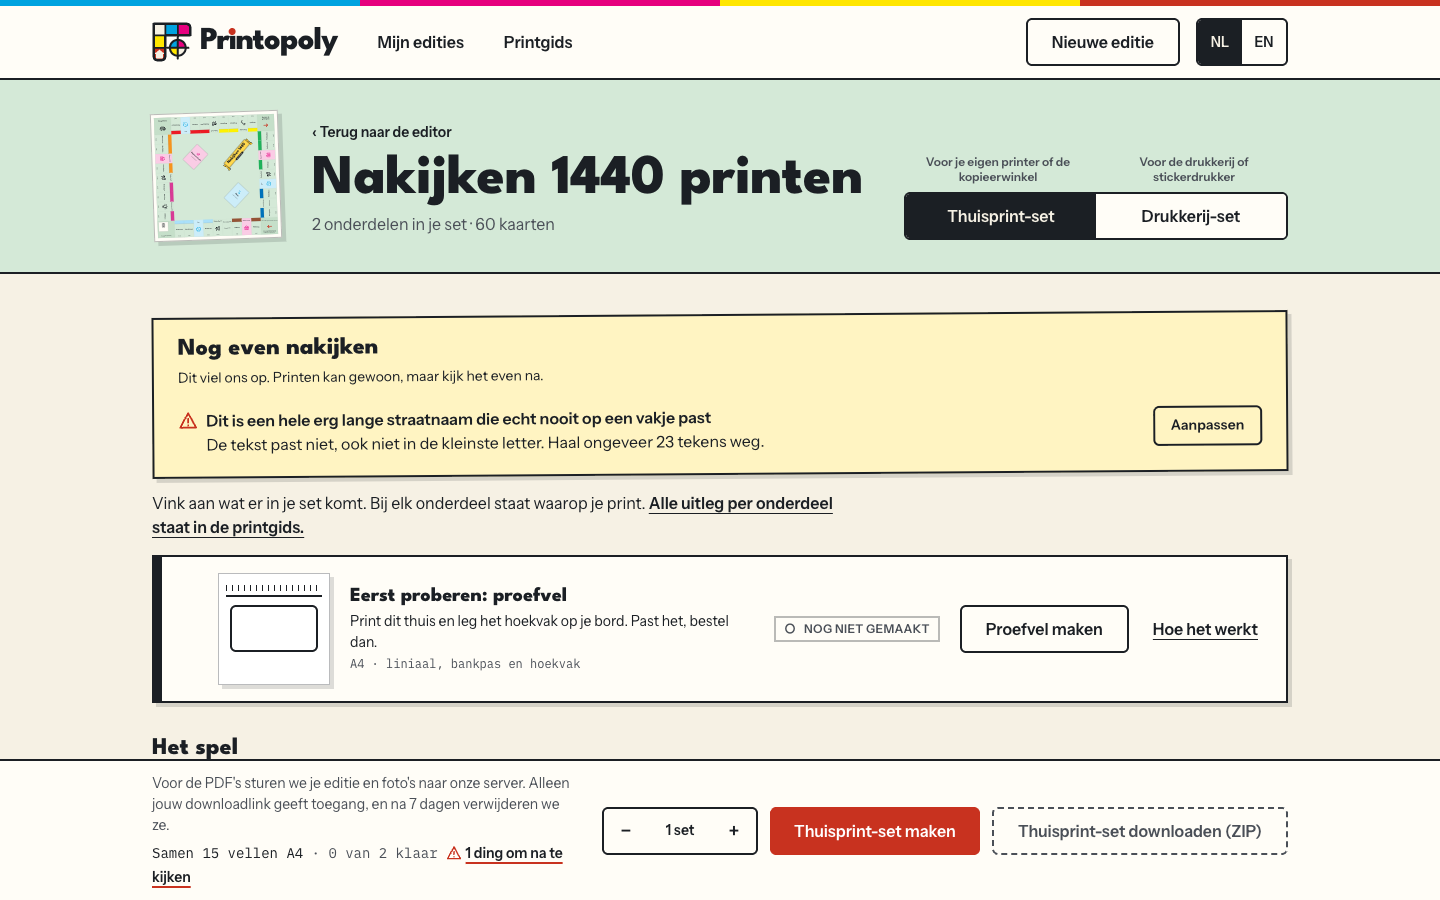 Printopoly
Mijn edities
Printgids
Nieuwe editie
NL
EN
‹ Terug naar de editor
Nakijken 1440 printen
2 onderdelen in je set · 60 kaarten
Voor je eigen printer of de
kopieerwinkel
Voor de drukkerij of
stickerdrukker
Thuisprint-set
Drukkerij-set
Nog even nakijken
Dit viel ons op. Printen kan gewoon, maar kijk het even na.
Dit is een hele erg lange straatnaam die echt nooit op een vakje past
De tekst past niet, ook niet in de kleinste letter. Haal ongeveer 23 tekens weg.
Aanpassen
Vink aan wat er in je set komt. Bij elk onderdeel staat waarop je print. Alle uitleg per onderdeel
staat in de printgids.
Eerst proberen: proefvel
Print dit thuis en leg het hoekvak op je bord. Past het, bestel
dan.
A4 · liniaal, bankpas en hoekvak
NOG NIET GEMAAKT
Proefvel maken
Hoe het werkt
Het spel
Voor de PDF's sturen we je editie en foto's naar onze server. Alleen
jouw downloadlink geeft toegang, en na 7 dagen verwijderen we
ze.
Samen 15 vellen A4 · 0 van 2 klaar 1 ding om na te
kijken
− 1 set +
Thuisprint-set maken
Thuisprint-set downloaden (ZIP)